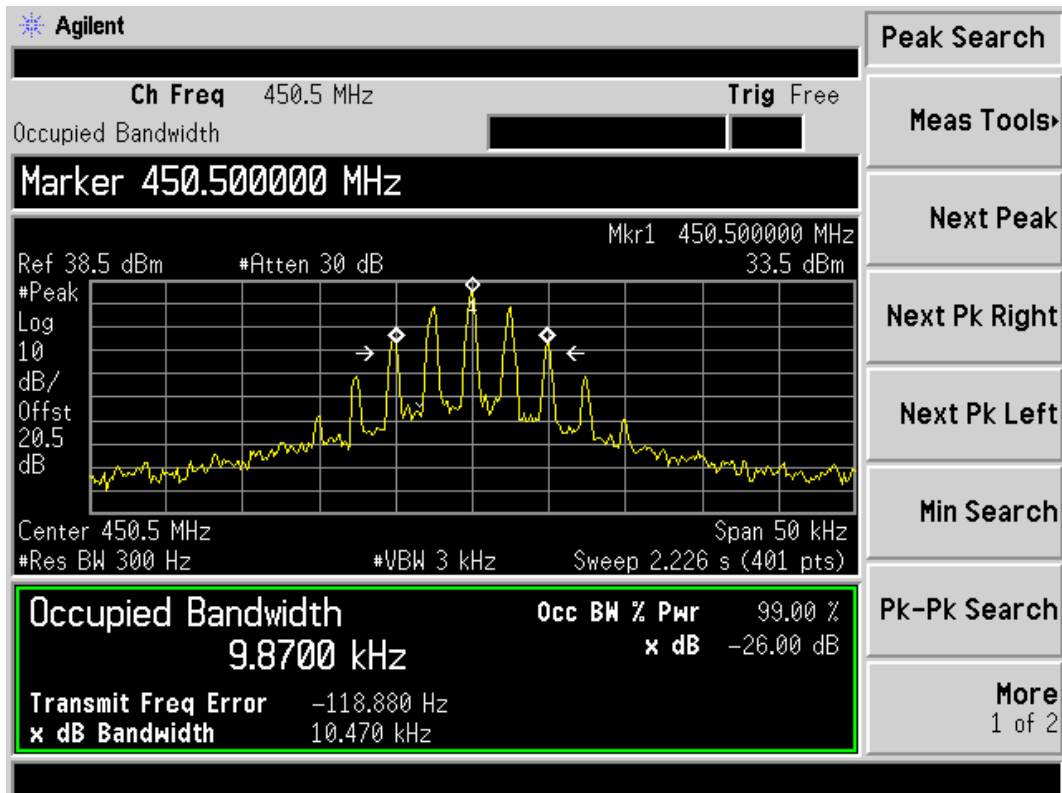 Agilent
Ch Freq 450.5 MHz Trig Free
Occupied Bandwidth
Marker 450.500000 MHz
Mkr1 450.500000 MHz
Ref 38.5 dBm #Atten 30 dB 33.5 dBm
#Peak
Log
10
dB/
Offst
20.5
dB
1
Center 450.5 MHz Span 50 kHz
#Res BW 300 Hz #VBW 3 kHz Sweep 2.226 s (401 pts)
Occupied Bandwidth
9.8700 kHz
Occ BW % Pwr 99.00 %
x dB -26.00 dB
Transmit Freq Error -118.880 Hz
x dB Bandwidth 10.470 kHz
Peak Search
Meas Tools
Next Peak
Next Pk Right
Next Pk Left
Min Search
Pk-Pk Search
More
1 of 2